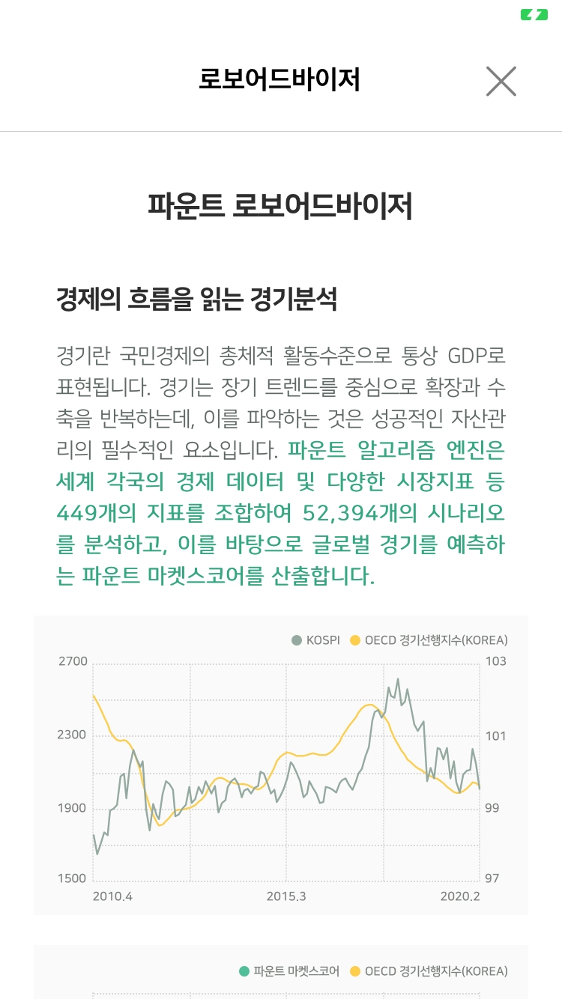 로보어드바이저
파운트 로보어드바이저
경제의 흐름을 읽는 경기분석
경기란 국민경제의 총체적 활동수준으로 통상 GDP로
표현됩니다. 경기는 장기 트렌드를 중심으로 확장과 수
축을 반복하는데, 이를 파악하는 것은 성공적인 자산관
리의 필수적인 요소입니다. 파운트 알고리즘 엔진은
세계 각국의 경제 데이터 및 다양한 시장지표 등
449개의 지표를 조합하여 52,394개의 시나리오
를 분석하고, 이를 바탕으로 글로벌 경기를 예측하
는 파운트 마켓스코어를 산출합니다.
KOSPI OECD 경기선행지수(KOREA)
2700 103
2300 101
1900 99
1500 97
2010.4 2015.3 2020.2
파운트 마켓스코어 OECD 경기선행지수(KOREA)